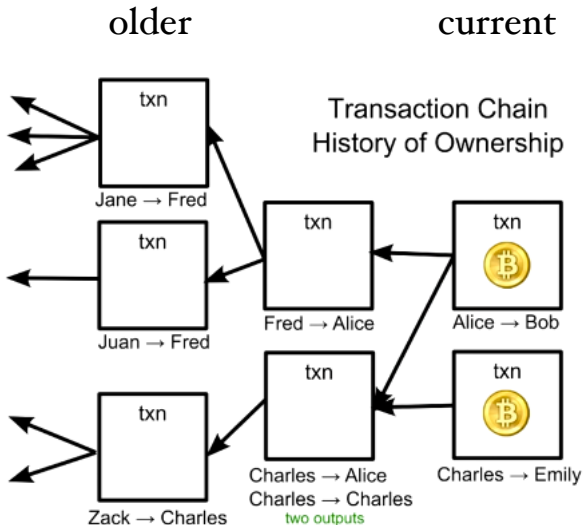 older
current
Transaction Chain
History of Ownership
txn
Jane → Fred
txn
Juan → Fred
txn
Fred → Alice
txn
Alice → Bob
txn
Charles → Alice
Charles → Charles
two outputs
txn
Charles → Emily
txn
Zack → Charles